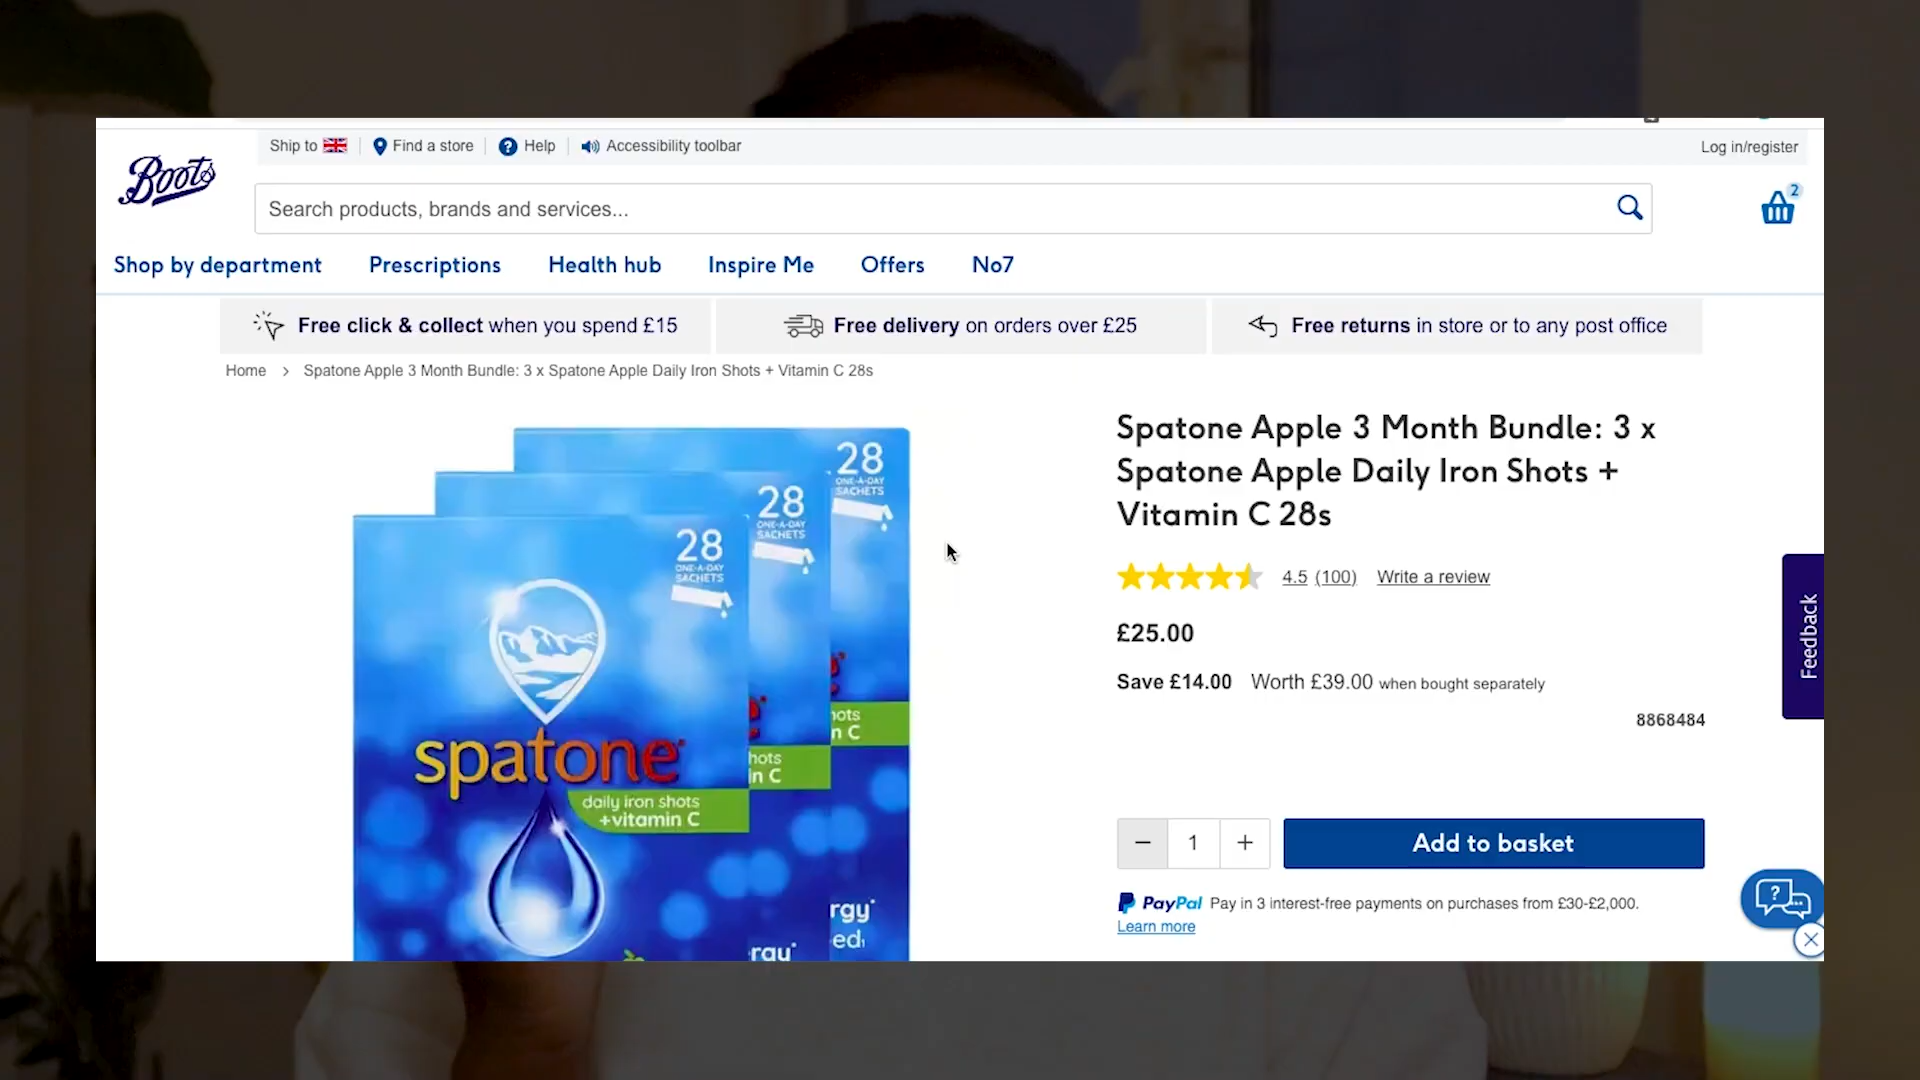 Boots
Ship to
Find a store
Help
Accessibility toolbar
Log in/register
Search products, brands and services...
2
Shop by department
Prescriptions
Health hub
Inspire Me
Offers
No7
Free click & collect when you spend £15
Free delivery on orders over £25
Free returns in store or to any post office
Home > Spatone Apple 3 Month Bundle: 3 x Spatone Apple Daily Iron Shots + Vitamin C 28s
28
ONE-A-DAY
SACHETS
28
ONE-A-DAY
SACHETS
28
ONE-A-DAY
SACHETS
spatone
daily iron shots
+vitamin C
hots
in C
hots
n C
rgy
ed
rgy
Spatone Apple 3 Month Bundle: 3 x
Spatone Apple Daily Iron Shots +
Vitamin C 28s
4.5 (100)
Write a review
£25.00
Save £14.00 Worth £39.00 when bought separately
8868484
Feedback
− 1 +
Add to basket
PayPal Pay in 3 interest-free payments on purchases from £30-£2,000.
Learn more